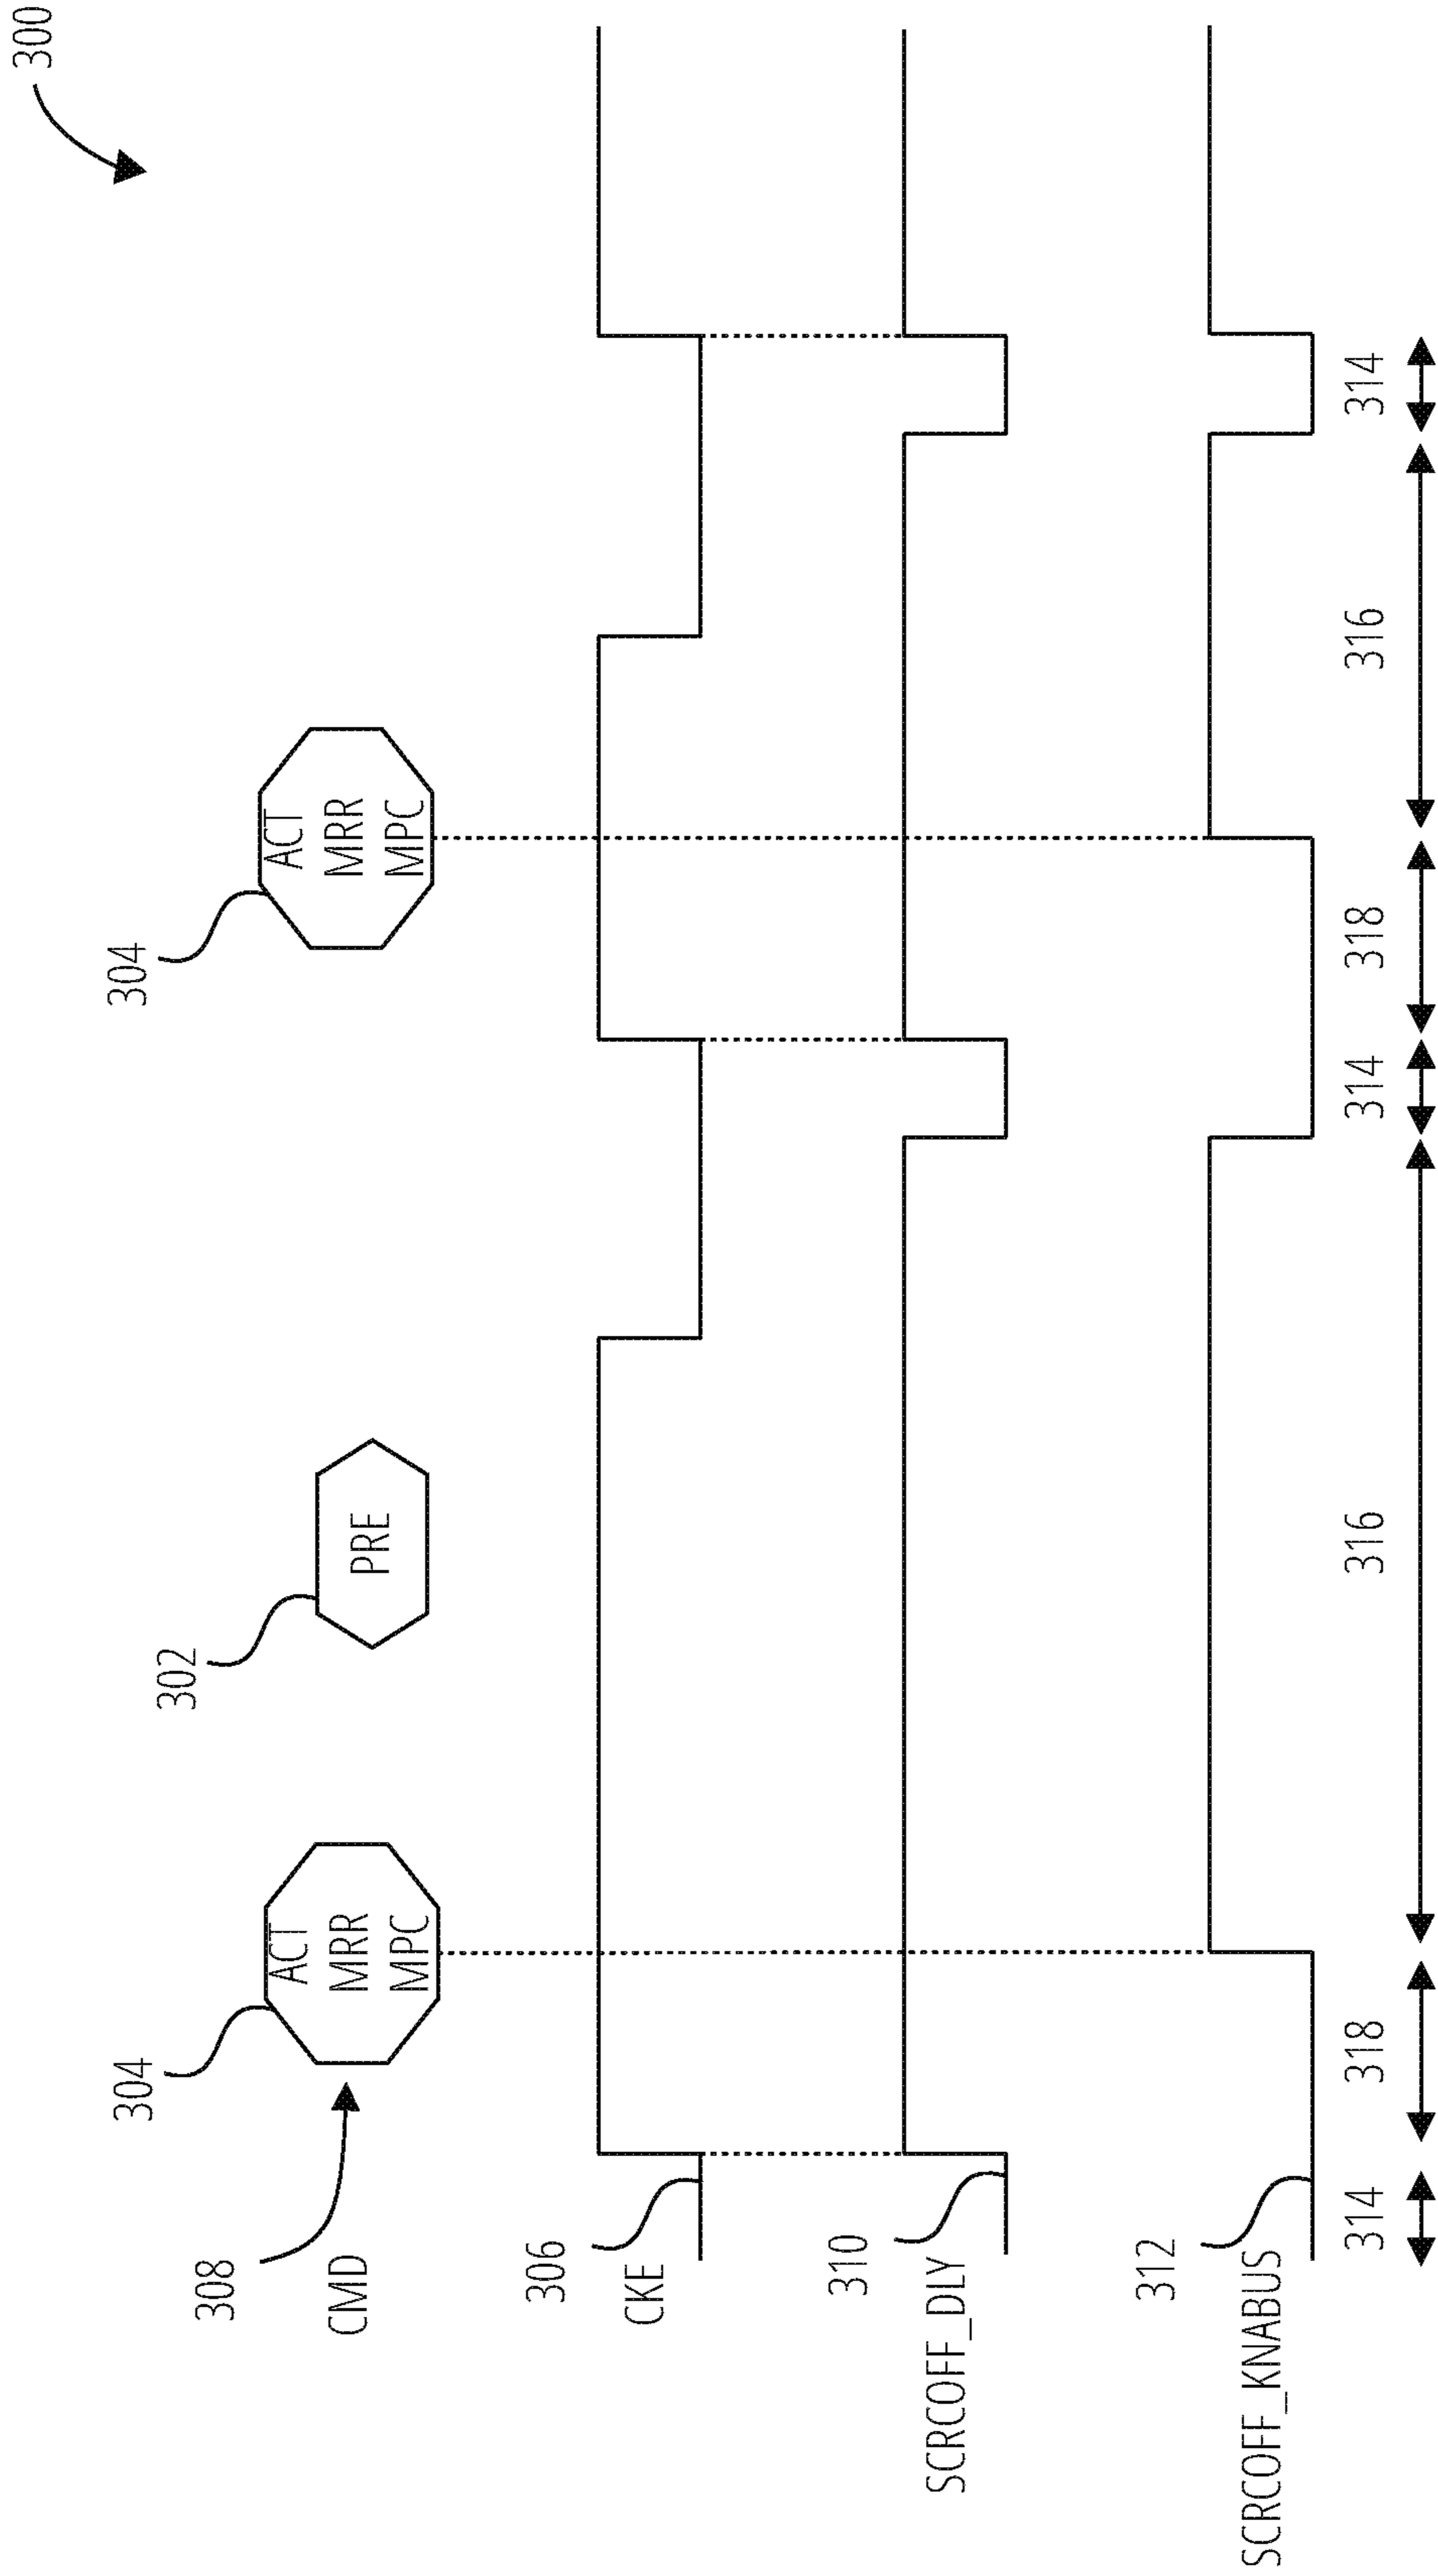 300
304
304
302
308
CMD
ACT
MRR
MPC
PRE
ACT
MRR
MPC
306
CKE
310
SCRCOFF_DLY
312
SCRCOFF_KNABUS
314
318
316
314
318
316
314